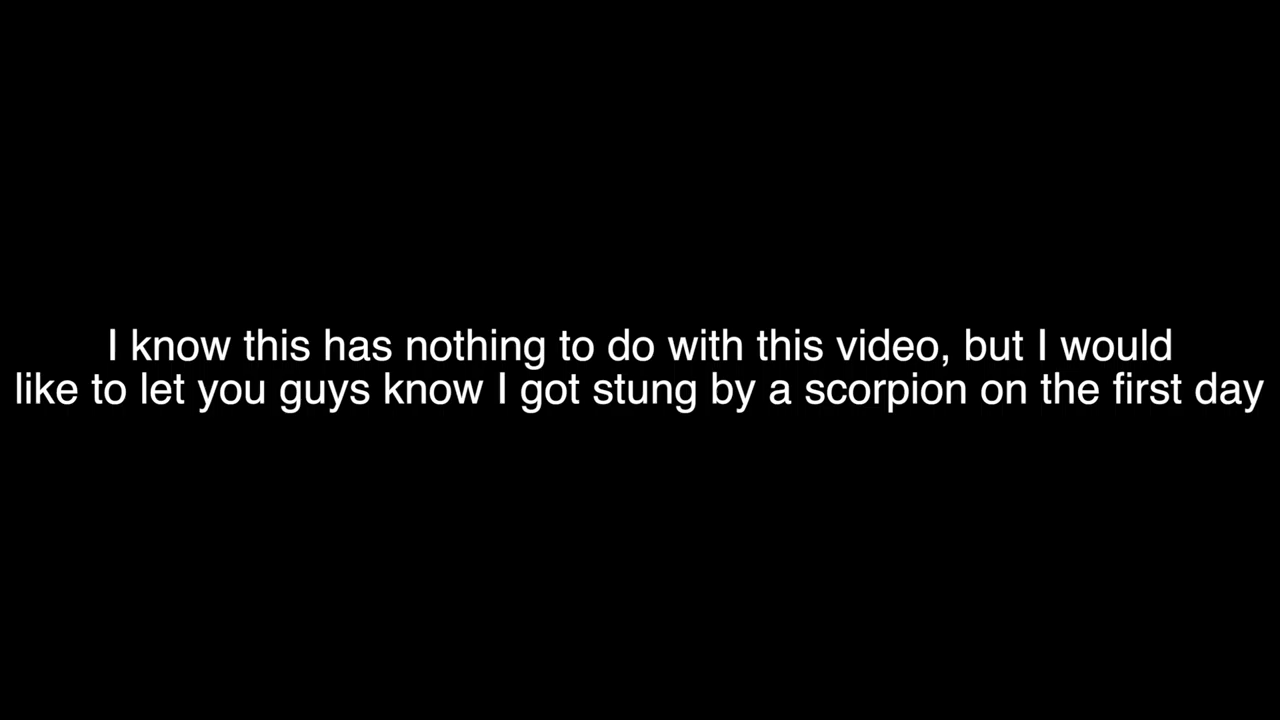 I know this has nothing to do with this video, but I would
like to let you guys know I got stung by a scorpion on the first day